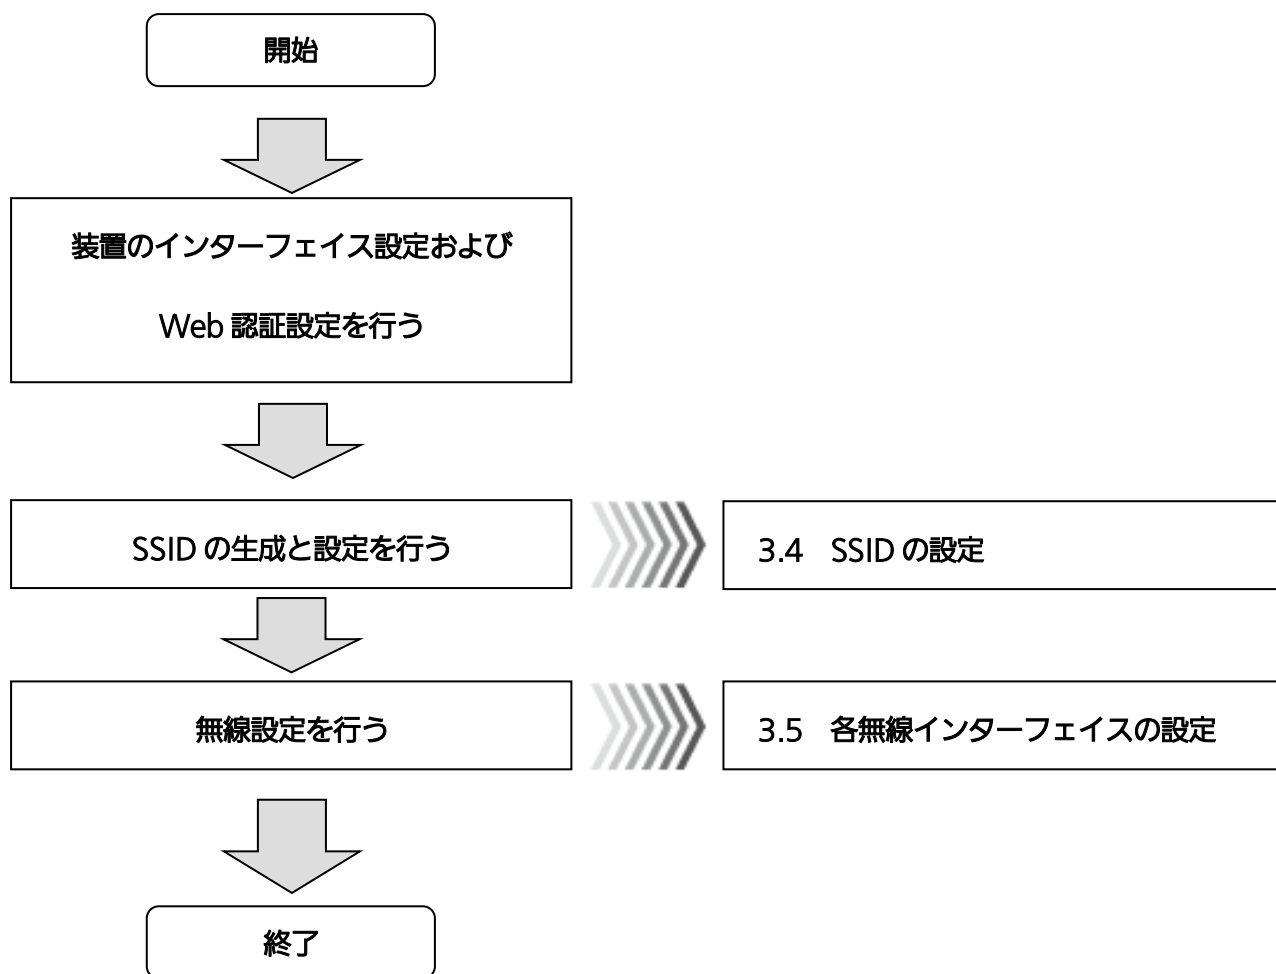 開始
装置のインターフェイス設定および
Web 認証設定を行う
SSID の生成と設定を行う
3.4 SSID の設定
無線設定を行う
3.5 各無線インターフェイスの設定
終了